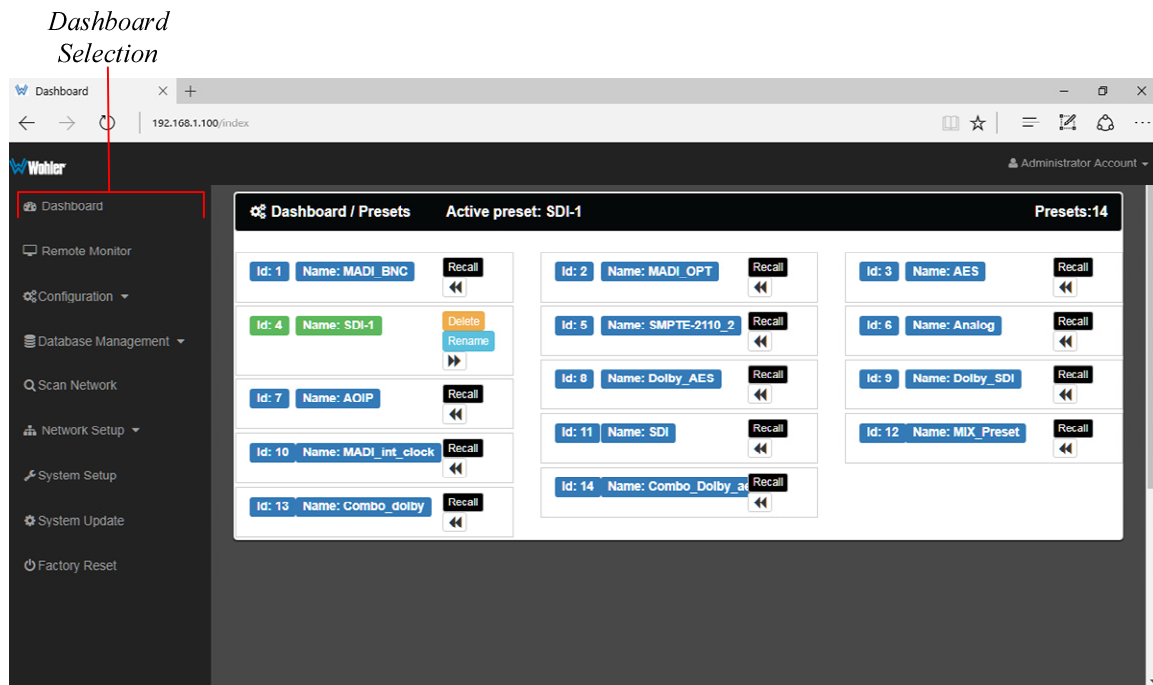 Dashboard
Selection
Dashboard
192.168.1.100/index
Wohler
Administrator Account
Dashboard
Remote Monitor
Configuration
Database Management
Scan Network
Network Setup
System Setup
System Update
Factory Reset
Dashboard / Presets Active preset: SDI-1 Presets:14
Id: 1 Name: MADI_BNC Recall
Id: 2 Name: MADI_OPT Recall
Id: 3 Name: AES Recall
Id: 4 Name: SDI-1 Delete
Rename
Id: 5 Name: SMPTE-2110_2 Recall
Id: 6 Name: Analog Recall
Id: 7 Name: AOIP Recall
Id: 8 Name: Dolby_AES Recall
Id: 9 Name: Dolby_SDI Recall
Id: 10 Name: MADI_int_clock Recall
Id: 11 Name: SDI Recall
Id: 12 Name: MIX_Preset Recall
Id: 13 Name: Combo_dolby Recall
Id: 14 Name: Combo_Dolby_ae Recall